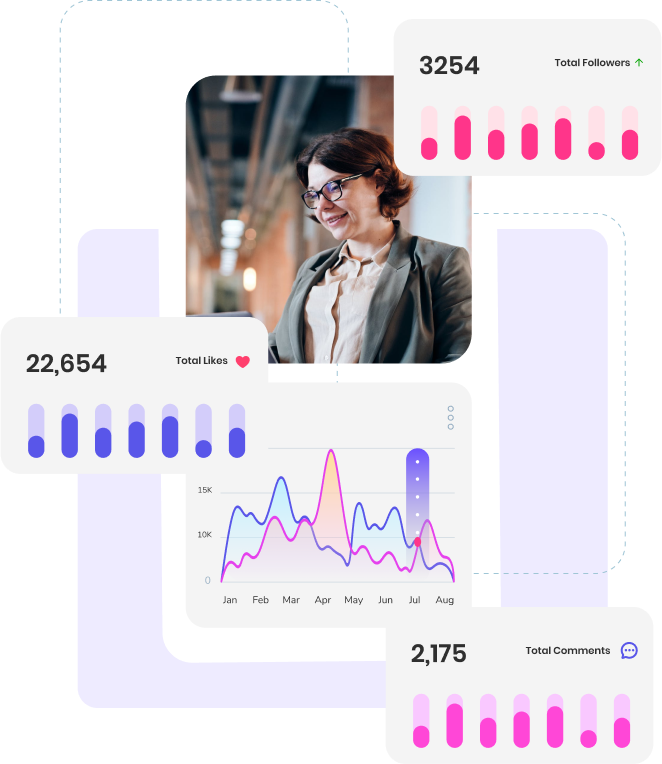 3254 Total Followers
22,654 Total Likes
15K
10K
0
Jan Feb Mar Apr May Jun Jul Aug
2,175 Total Comments